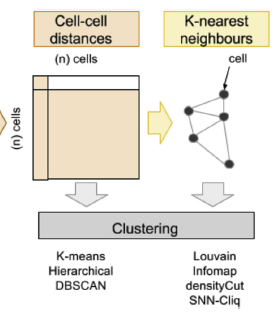 Cell-cell
distances
K-nearest
neighbours
(n) cells
cell
(n) cells
Clustering
K-means
Hierarchical
DBSCAN
Louvain
Infomap
densityCut
SNN-Cliq